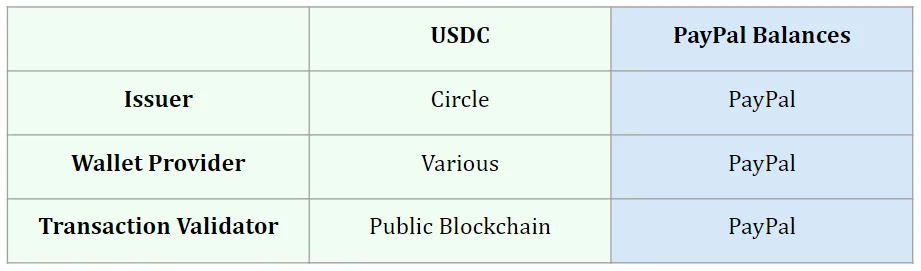 USDC PayPal Balances
Issuer Circle PayPal
Wallet Provider Various PayPal
Transaction Validator Public Blockchain PayPal